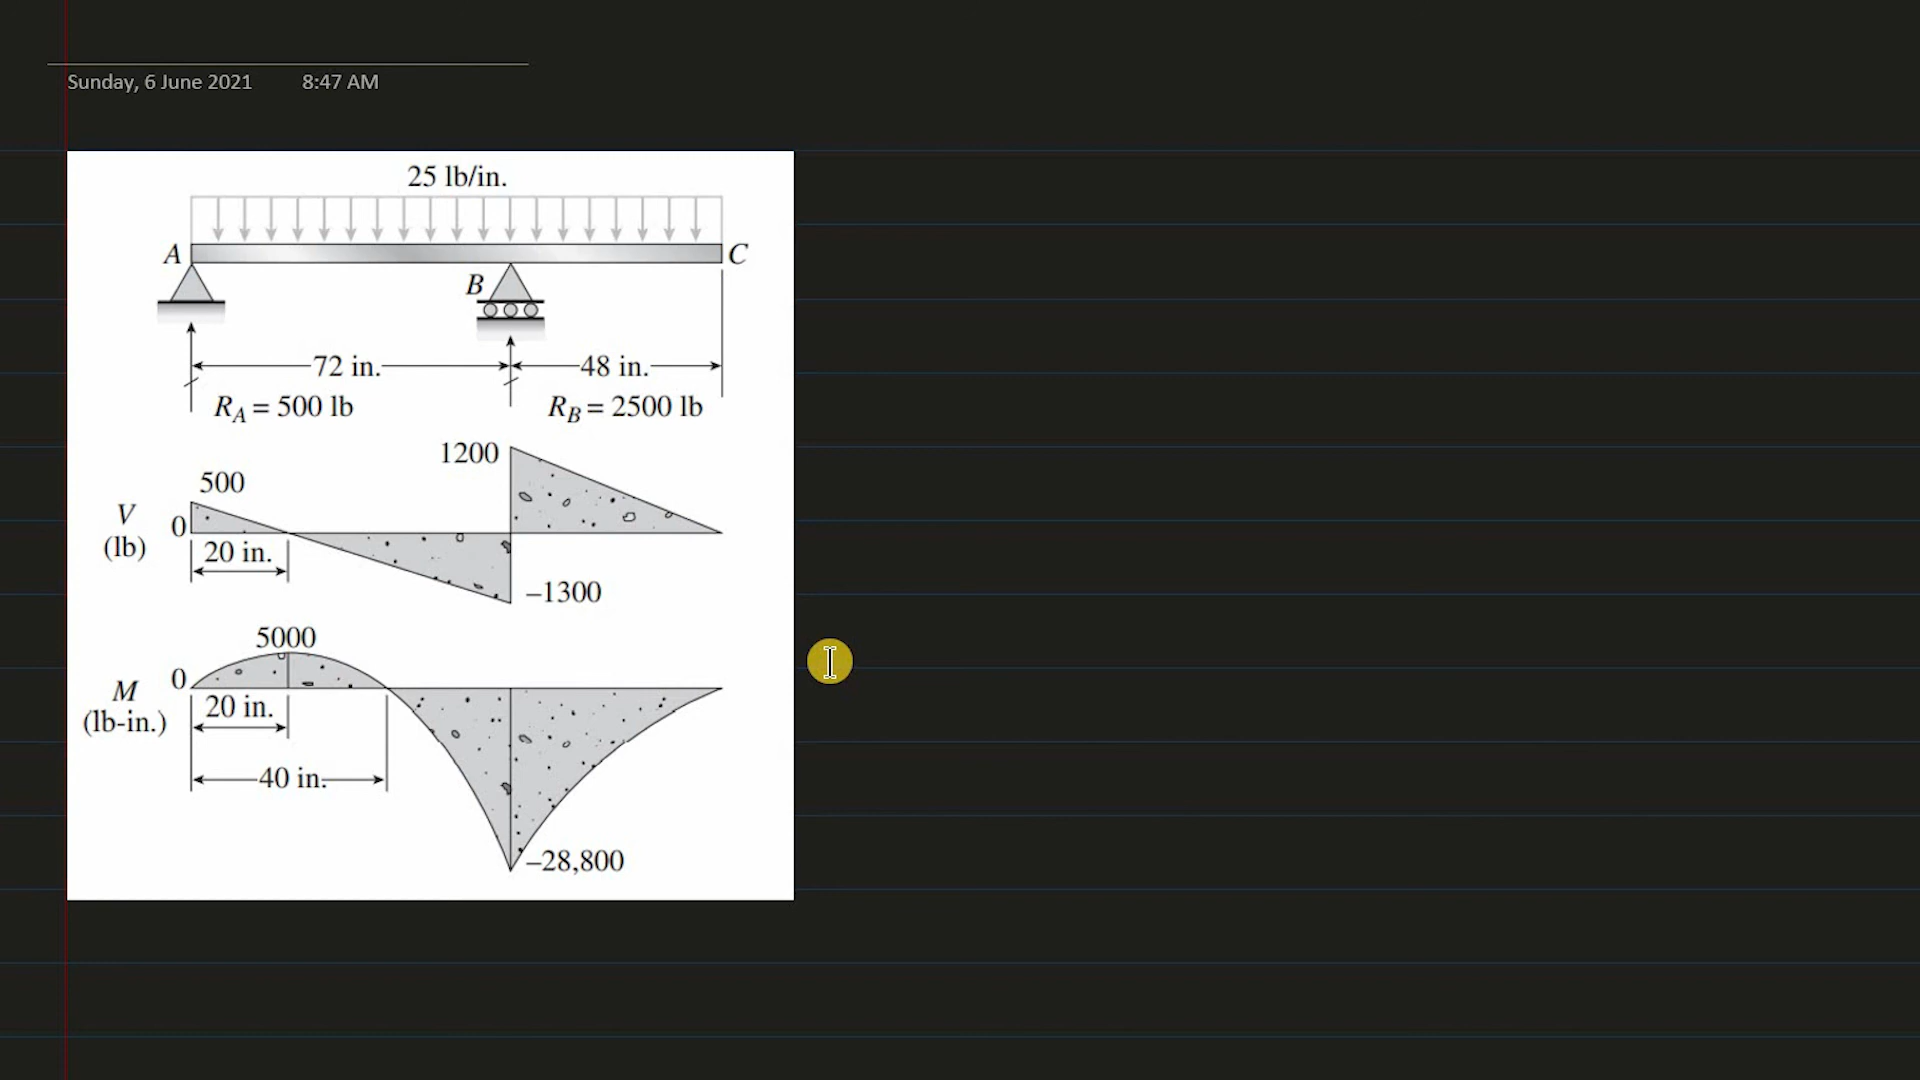 Sunday, 6 June 2021 8:47 AM
25 lb/in.
A C
B
72 in. 48 in.
R_A = 500 lb R_B = 2500 lb
1200
500
V
(lb)
0
20 in.
–1300
5000
0
M
(lb-in.)
20 in.
40 in.
–28,800